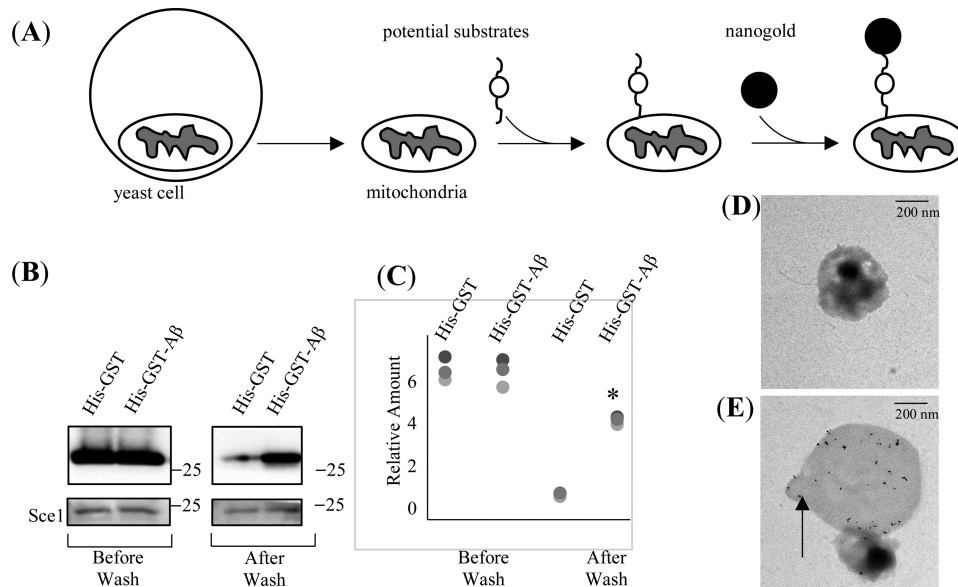 (A)
potential substrates
nanogold
yeast cell
mitochondria
(B)
His-GST
His-GST-Aβ
His-GST
His-GST-Aβ
–25
–25
Sce1
–25
–25
Before
Wash
After
Wash
(C)
His-GST
His-GST-Aβ
His-GST
His-GST-Aβ
Relative Amount
6
4
2
0
*
Before
Wash
After
Wash
(D)
200 nm
(E)
200 nm